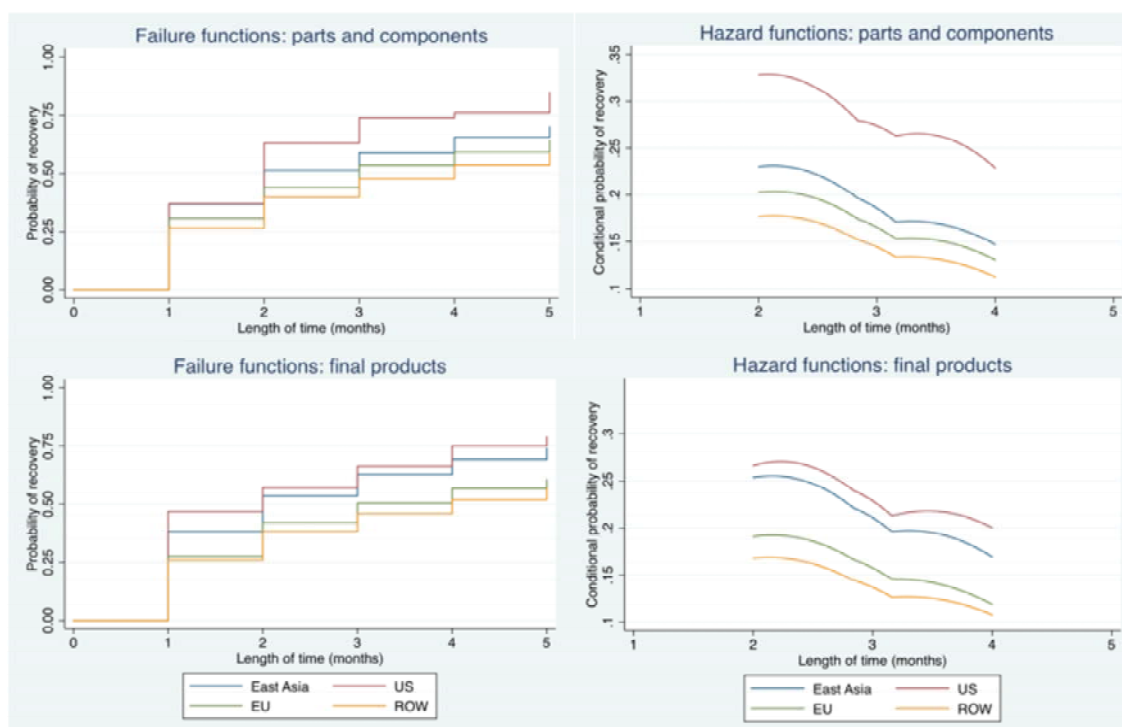 Failure functions: parts and components
Probability of recovery
1.00
0.75
0.50
0.25
0.00
0 1 2 3 4 5
Length of time (months)
Hazard functions: parts and components
Conditional probability of recovery
.35
.3
.25
.2
.15
.1
1 2 3 4 5
Length of time (months)
Failure functions: final products
Probability of recovery
1.00
0.75
0.50
0.25
0.00
0 1 2 3 4 5
Length of time (months)
East Asia US
EU ROW
Hazard functions: final products
Conditional probability of recovery
.3
.25
.2
.15
.1
1 2 3 4 5
Length of time (months)
East Asia US
EU ROW